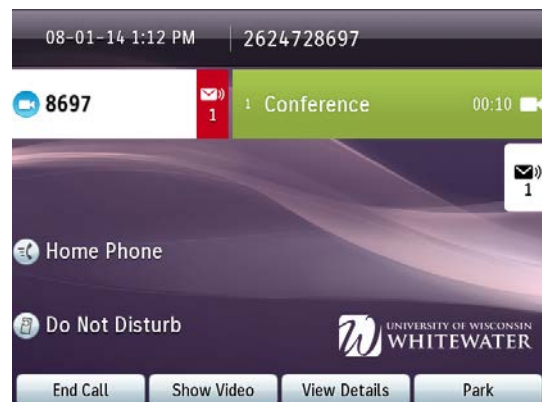 08-01-14 1:12 PM 2624728697
8697 1 1 Conference 00:10
1
Home Phone
Do Not Disturb
UNIVERSITY OF WISCONSIN
WHITEWATER
End Call Show Video View Details Park